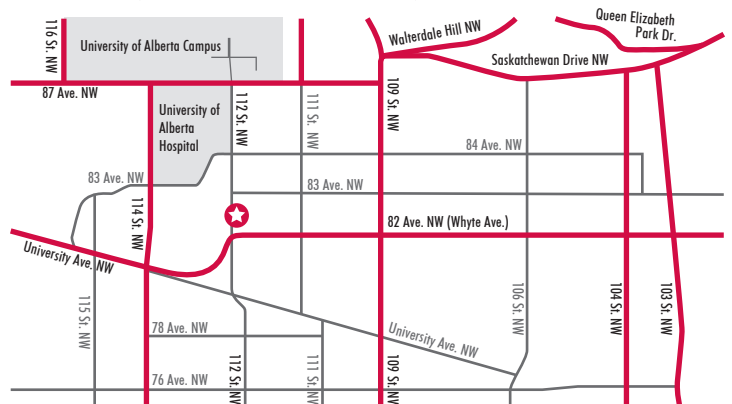 116 St. NW
University of Alberta Campus
Walterdale Hill NW
Queen Elizabeth
Park Dr.
Saskatchewan Drive NW
87 Ave. NW
University of
Alberta
Hospital
112 St. NW
111 St. NW
109 St. NW
84 Ave. NW
83 Ave. NW
83 Ave. NW
114 St. NW
82 Ave. NW (Whyte Ave.)
University Ave. NW
115 St. NW
106 St. NW
104 St. NW
103 St. NW
78 Ave. NW
University Ave. NW
76 Ave. NW
112 St. NW
111 St. NW
109 St. NW